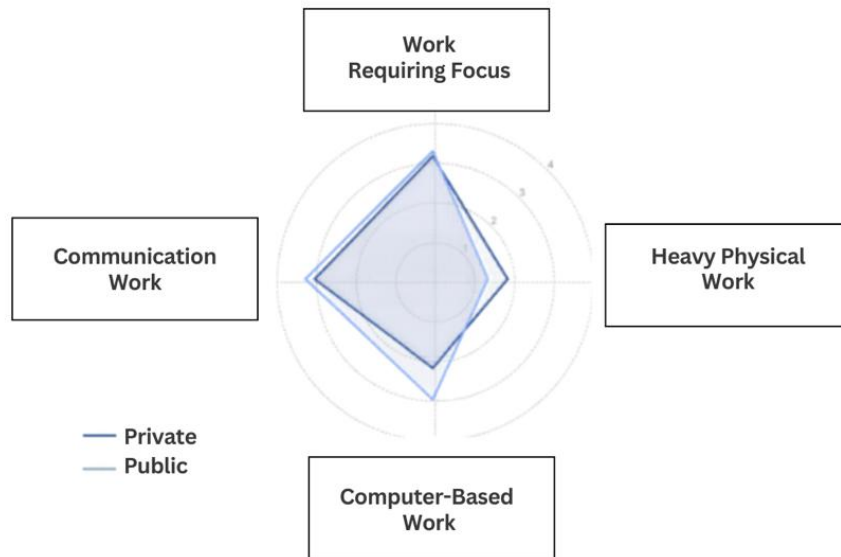 Work
Requiring Focus
4
3
2
1
Communication
Work
Heavy Physical
Work
Private
Public
Computer-Based
Work